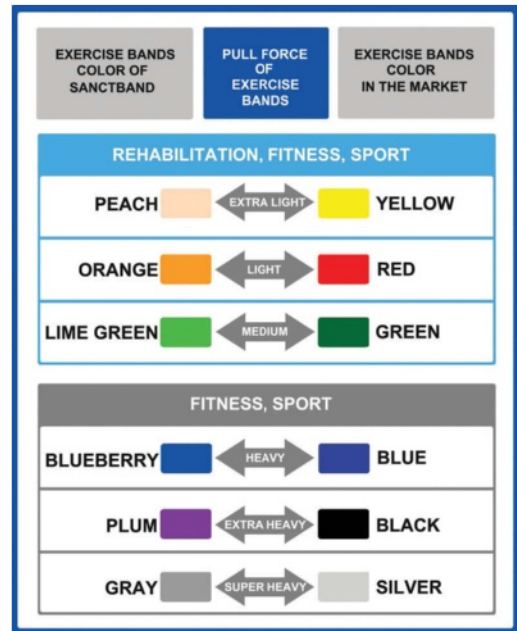 EXERCISE BANDS
COLOR OF
SANCTBAND
PULL FORCE
OF
EXERCISE
BANDS
EXERCISE BANDS
COLOR
IN THE MARKET
REHABILITATION, FITNESS, SPORT
PEACH EXTRA LIGHT YELLOW
ORANGE LIGHT RED
LIME GREEN MEDIUM GREEN
FITNESS, SPORT
BLUEBERRY HEAVY BLUE
PLUM EXTRA HEAVY BLACK
GRAY SUPER HEAVY SILVER